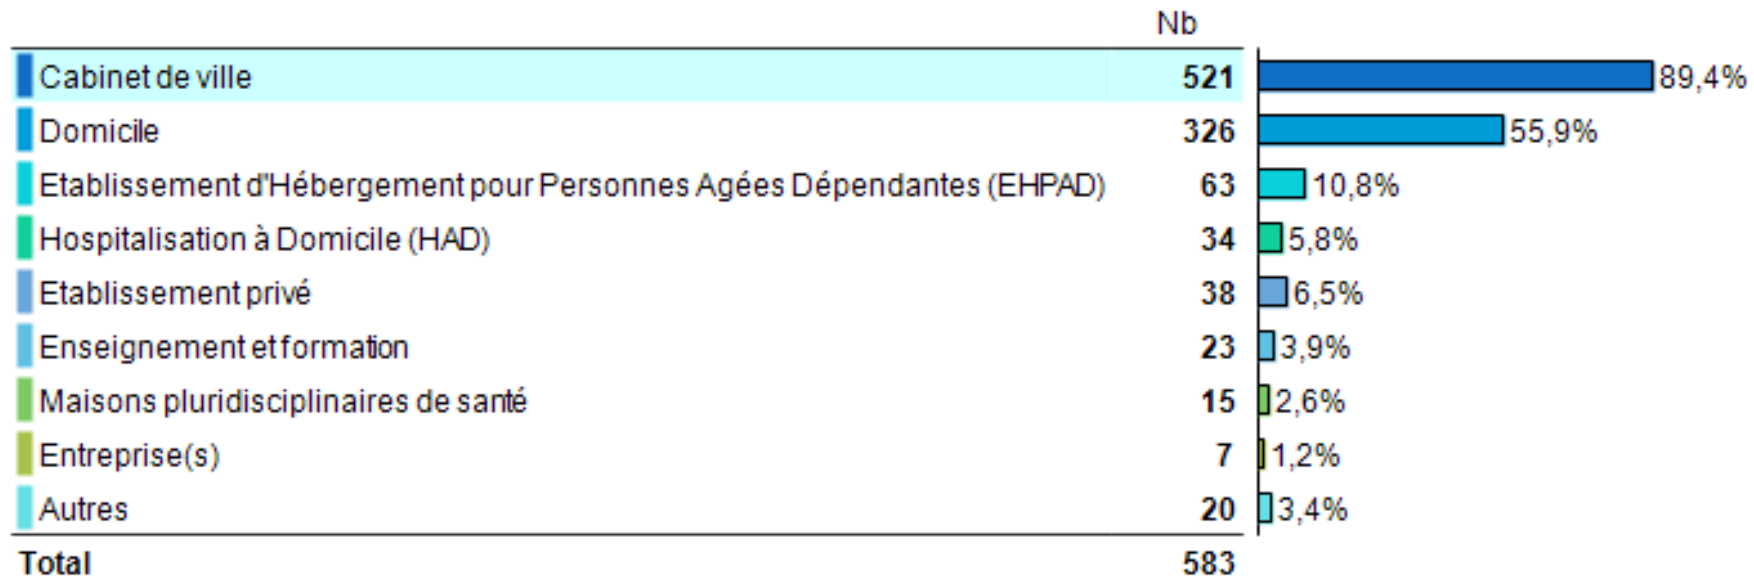 Nb
Cabinet de ville 521 89,4%
Domicile 326 55,9%
Etablissement d'Hébergement pour Personnes Agées Dépendantes (EHPAD) 63 10,8%
Hospitalisation à Domicile (HAD) 34 5,8%
Etablissement privé 38 6,5%
Enseignement et formation 23 3,9%
Maisons pluridisciplinaires de santé 15 2,6%
Entreprise(s) 7 1,2%
Autres 20 3,4%
Total 583